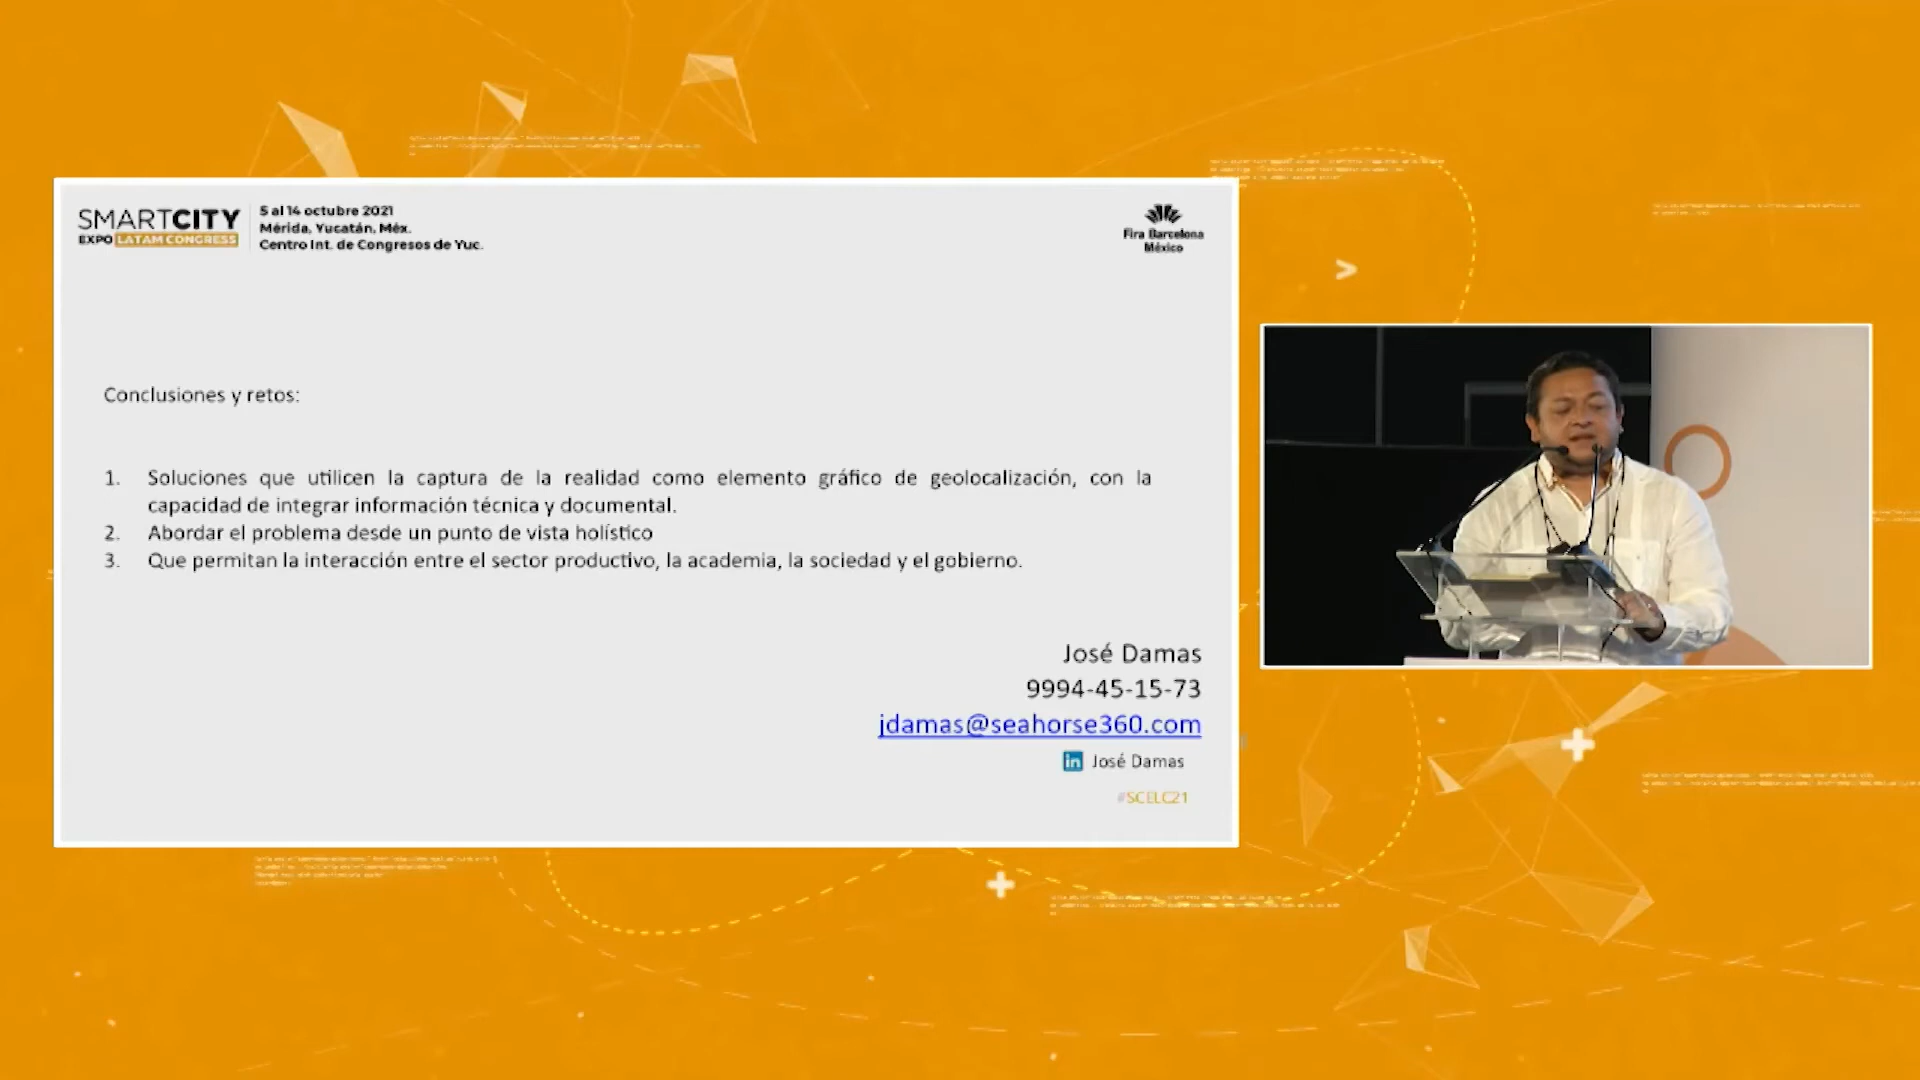 SMARTCITY
EXPO LATAM CONGRESS
5 al 14 octubre 2021
Mérida, Yucatán, Méx.
Centro Int. de Congresos de Yuc.
Fira Barcelona
México
Conclusiones y retos:
1. Soluciones que utilicen la captura de la realidad como elemento gráfico de geolocalización, con la
capacidad de integrar información técnica y documental.
2. Abordar el problema desde un punto de vista holístico
3. Que permitan la interacción entre el sector productivo, la academia, la sociedad y el gobierno.
José Damas
9994-45-15-73
jdamas@seahorse360.com
in José Damas
#SCELC21